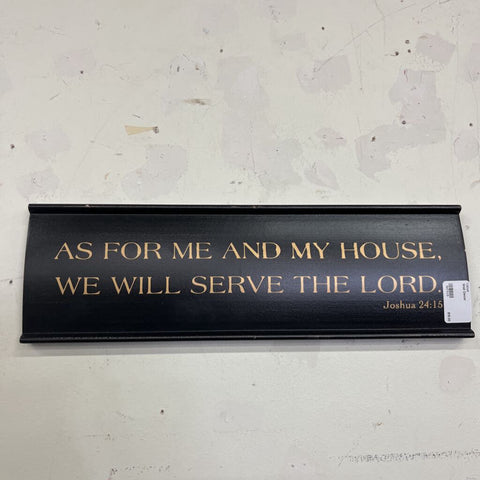 AS FOR ME AND MY HOUSE,
WE WILL SERVE THE LORD.
Joshua 24:15